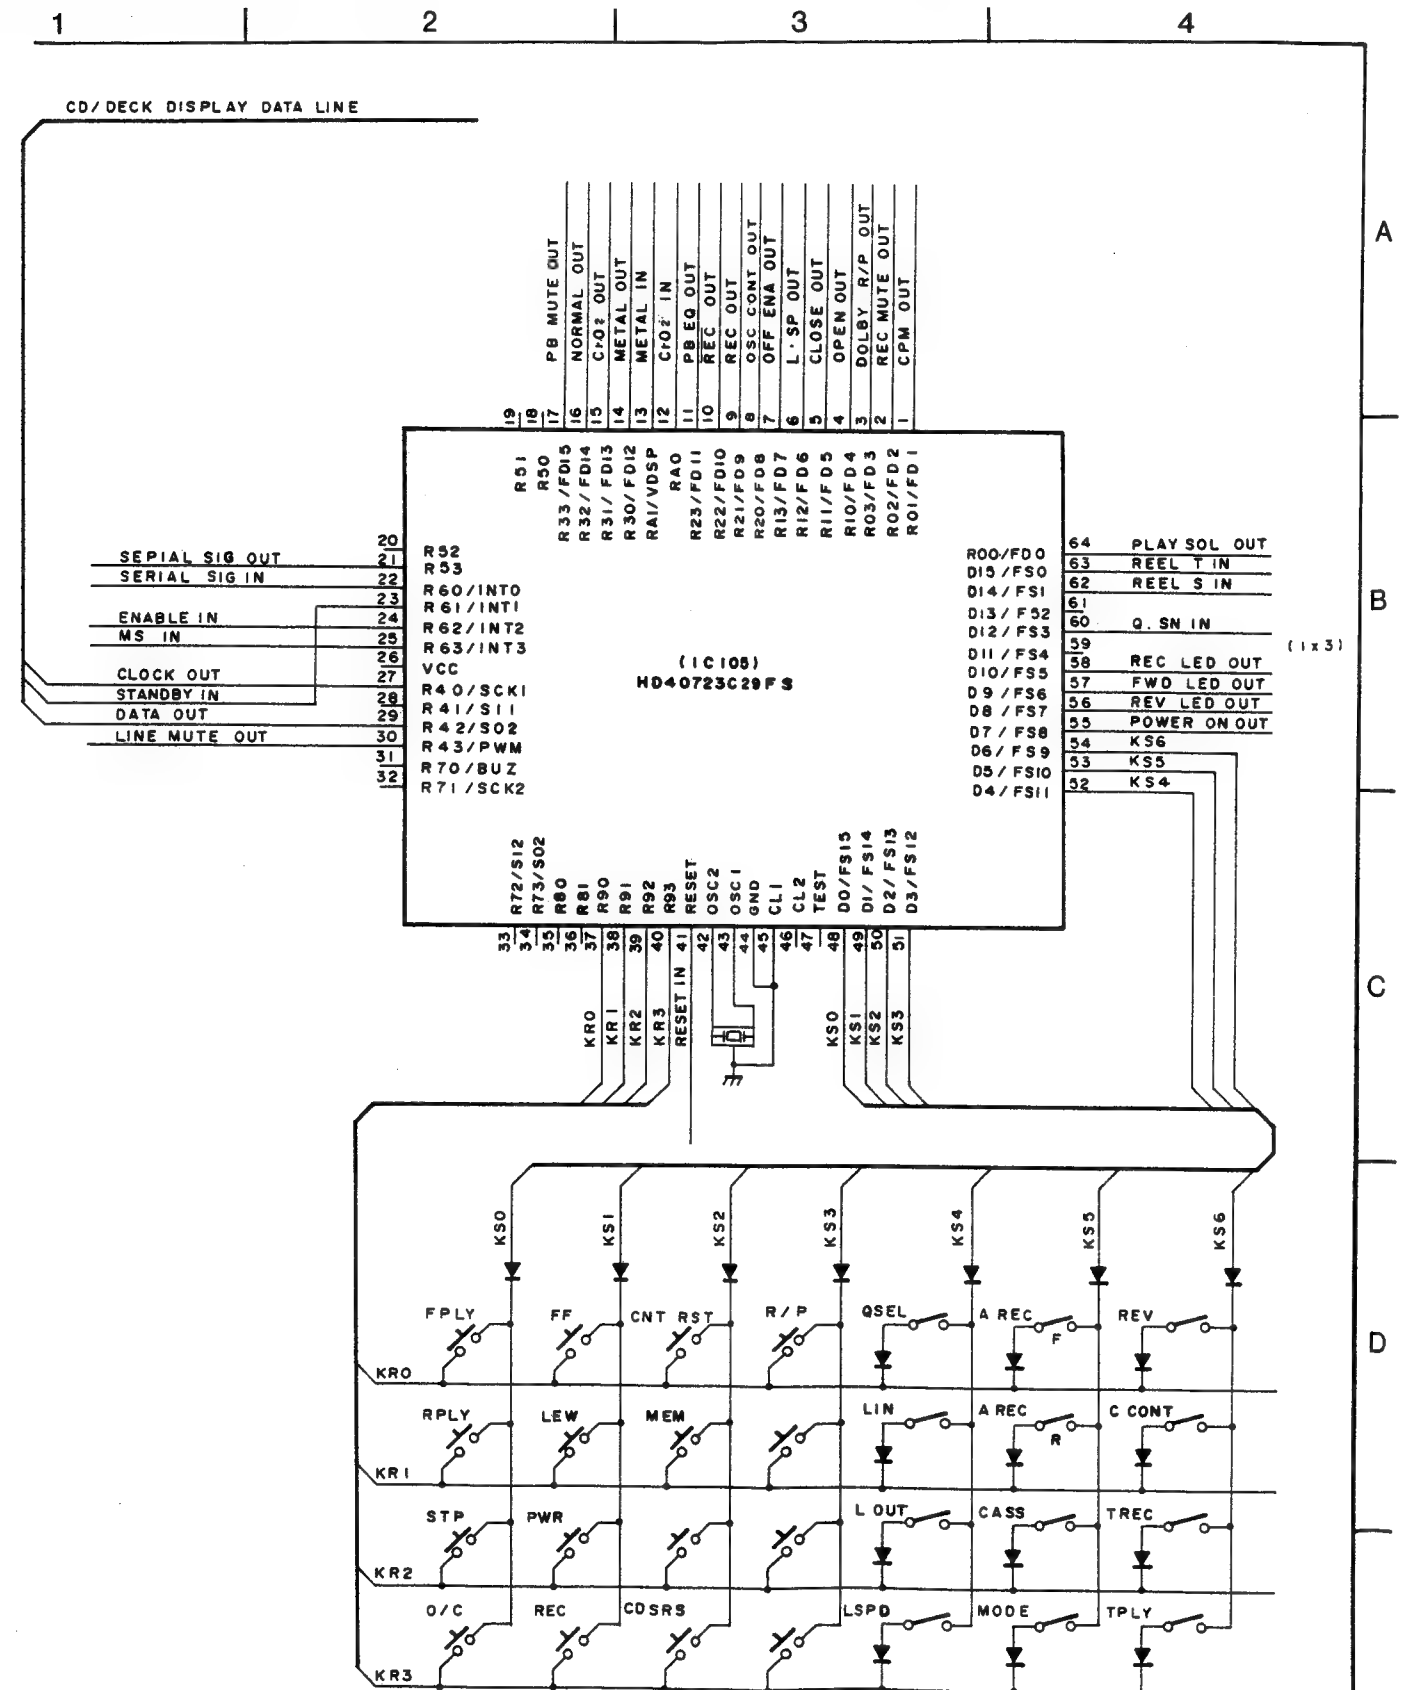 1 2 3 4
CD/DECK DISPLAY DATA LINE
A
PB MUTE OUT
NORMAL OUT
CrO2 OUT
METAL OUT
METAL IN
CrO2 IN
PB EQ OUT
REC OUT
REC OUT
OSC CONT OUT
OFF ENA OUT
L·SP OUT
CLOSE OUT
OPEN OUT
DOLBY R/P OUT
REC MUTE OUT
CPM OUT
19 18 17 16 15 14 13 12 11 10 9 8 7 6 5 4 3 2 1
R51
R50
R33/FD15
R32/FD14
R31/FD13
R30/FD12
RA1/VDSP
RA0
R23/FD11
R22/FD10
R21/FD9
R20/FD8
R13/FD7
R12/FD6
R11/FD5
R10/FD4
R03/FD3
R02/FD2
R01/FD1
20 R52
SEPIAL SIG OUT 21 R53
SERIAL SIG IN 22 R60/INT0
23 R61/INT1
ENABLE IN 24 R62/INT2
MS IN 25 R63/INT3
26 VCC
CLOCK OUT 27 R40/SCK1
STANDBY IN 28 R41/S11
DATA OUT 29 R42/SO2
LINE MUTE OUT 30 R43/PWM
31 R70/BUZ
32 R71/SCK2
(IC105)
HD40723C29FS
R00/FD0 64 PLAY SOL OUT
D15/FS0 63 REEL T IN
D14/FS1 62 REEL S IN
D13/F52 61
D12/FS3 60 Q.SN IN
D11/FS4 59
D10/FS5 58 REC LED OUT
D9/FS6 57 FWD LED OUT
D8/FS7 56 REV LED OUT
D7/FS8 55 POWER ON OUT
D6/FS9 54 KS6
D5/FS10 53 KS5
D4/FS11 52 KS4
B
(1x3)
R72/S12
R73/SO2
R80
R81
R90
R91
R92
R93
RESET
OSC2
OSC1
GND
CL1
CL2
TEST
D0/FS15
D1/FS14
D2/FS13
D3/FS12
33 34 35 36 37 38 39 40 41 42 43 44 45 46 47 48 49 50 51
C
KR0
KR1
KR2
KR3
RESET IN
KS0
KS1
KS2
KS3
KS0 KS1 KS2 KS3 KS4 KS5 KS6
FPLY FF CNT RST R/P QSEL A REC F REV
D
KR0
RPLY LEW MEM LIN A REC R C CONT
KR1
STP PWR L OUT CASS TREC
KR2
O/C REC CDSRS LSPD MODE TPLY
KR3